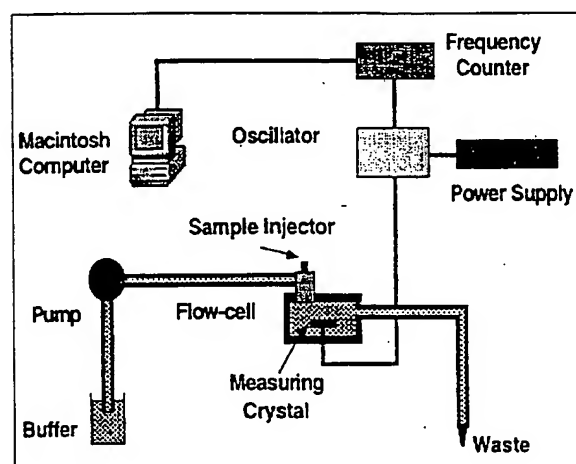 Frequency
Counter
Macintosh
Computer
Oscillator
Power Supply
Sample Injector
Pump
Flow-cell
Measuring
Crystal
Buffer
Waste